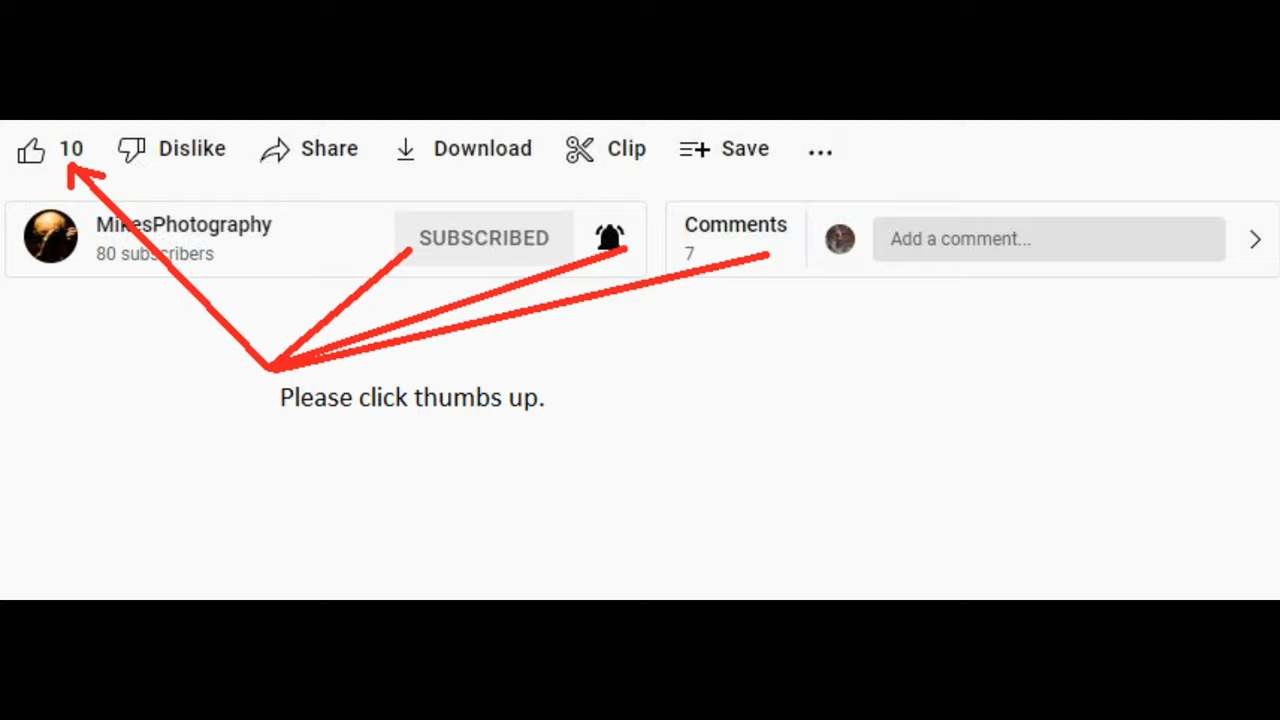 10 Dislike Share Download Clip Save ...
MikesPhotography SUBSCRIBED Comments Add a comment...
80 subscribers 7
Please click thumbs up.